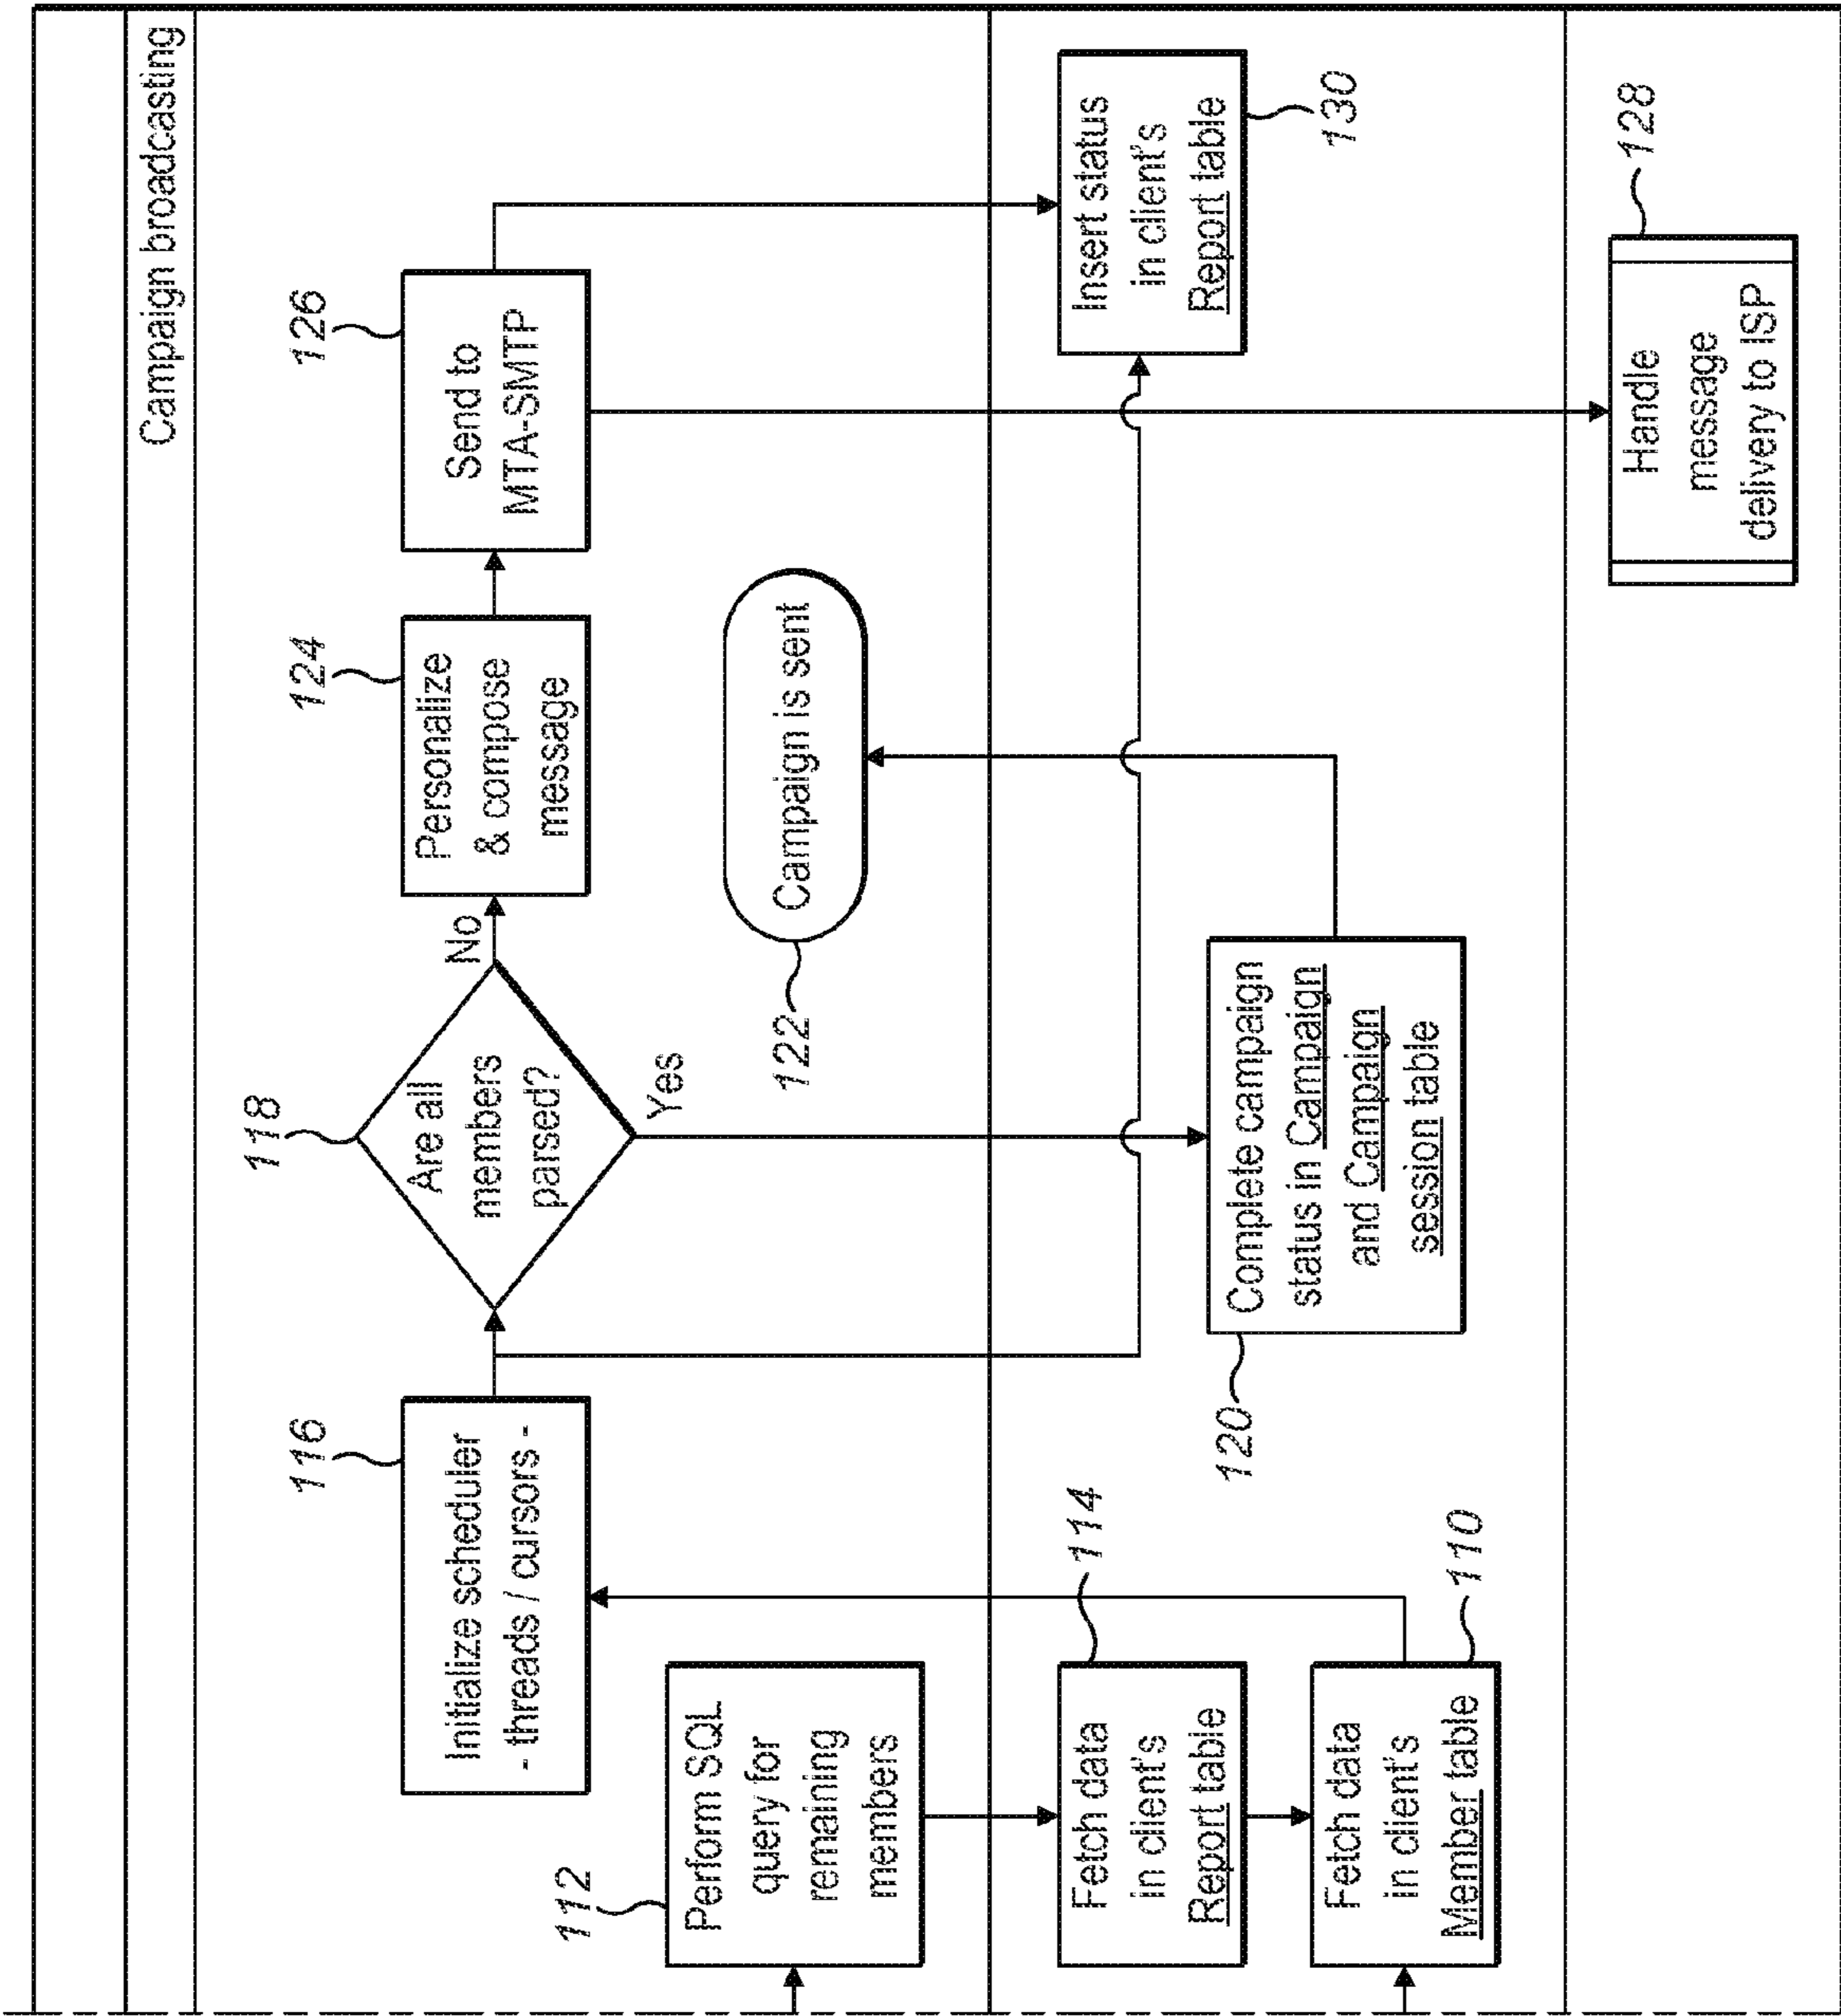 Campaign broadcasting
112
Perform SQL
query for
remaining
members
114
Fetch data
in client's
Report table
110
Fetch data
in client's
Member table
116
Initialize scheduler
- threads / cursors -
118
Are all
members
parsed?
No
Yes
120
Complete campaign
status in Campaign
and Campaign
session table
122
Campaign is sent
124
Personalize
& compose
message
126
Send to
MTA-SMTP
130
Insert status
in client's
Report table
128
Handle
message
delivery to ISP